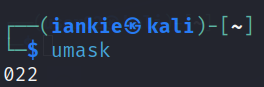 ┌──(iankie㉿kali)-[~]
└─$ umask
022